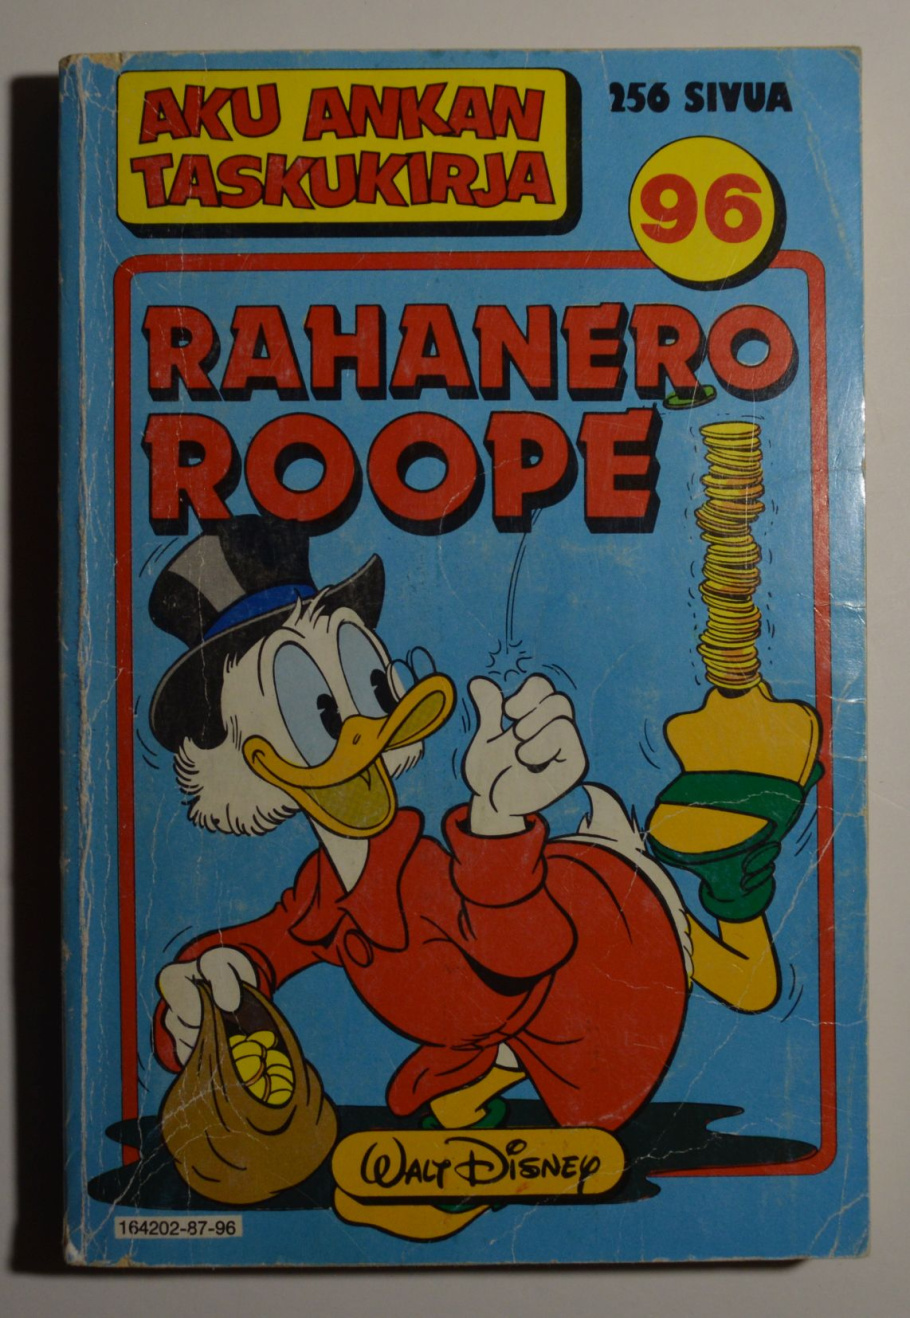 AKU ANKAN
TASKUKIRJA
256 SIVUA
96
RAHANERO
ROOPE
WALT DISNEY
164202-87-96